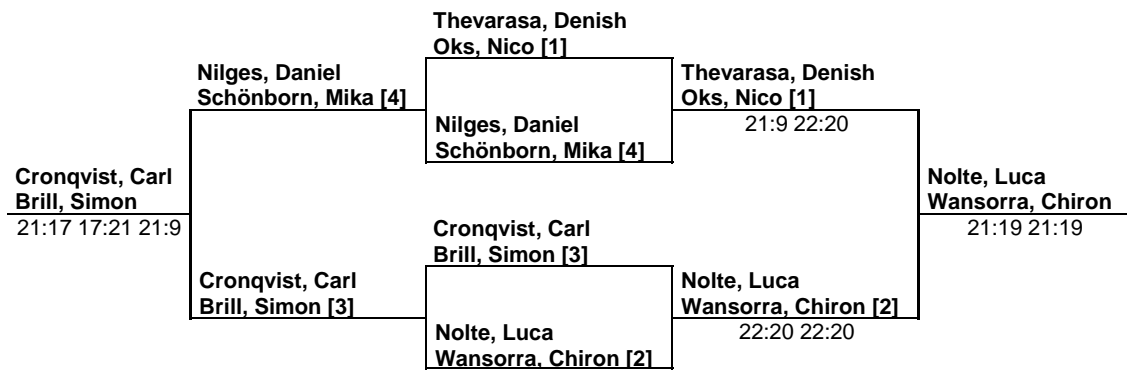 Thevarasa, Denish
Oks, Nico [1]
Nilges, Daniel
Schönborn, Mika [4]
Thevarasa, Denish
Oks, Nico [1]
21:9 22:20
Nilges, Daniel
Schönborn, Mika [4]
Cronqvist, Carl
Brill, Simon
21:17 17:21 21:9
Nolte, Luca
Wansorra, Chiron
21:19 21:19
Cronqvist, Carl
Brill, Simon [3]
Cronqvist, Carl
Brill, Simon [3]
Nolte, Luca
Wansorra, Chiron [2]
22:20 22:20
Nolte, Luca
Wansorra, Chiron [2]